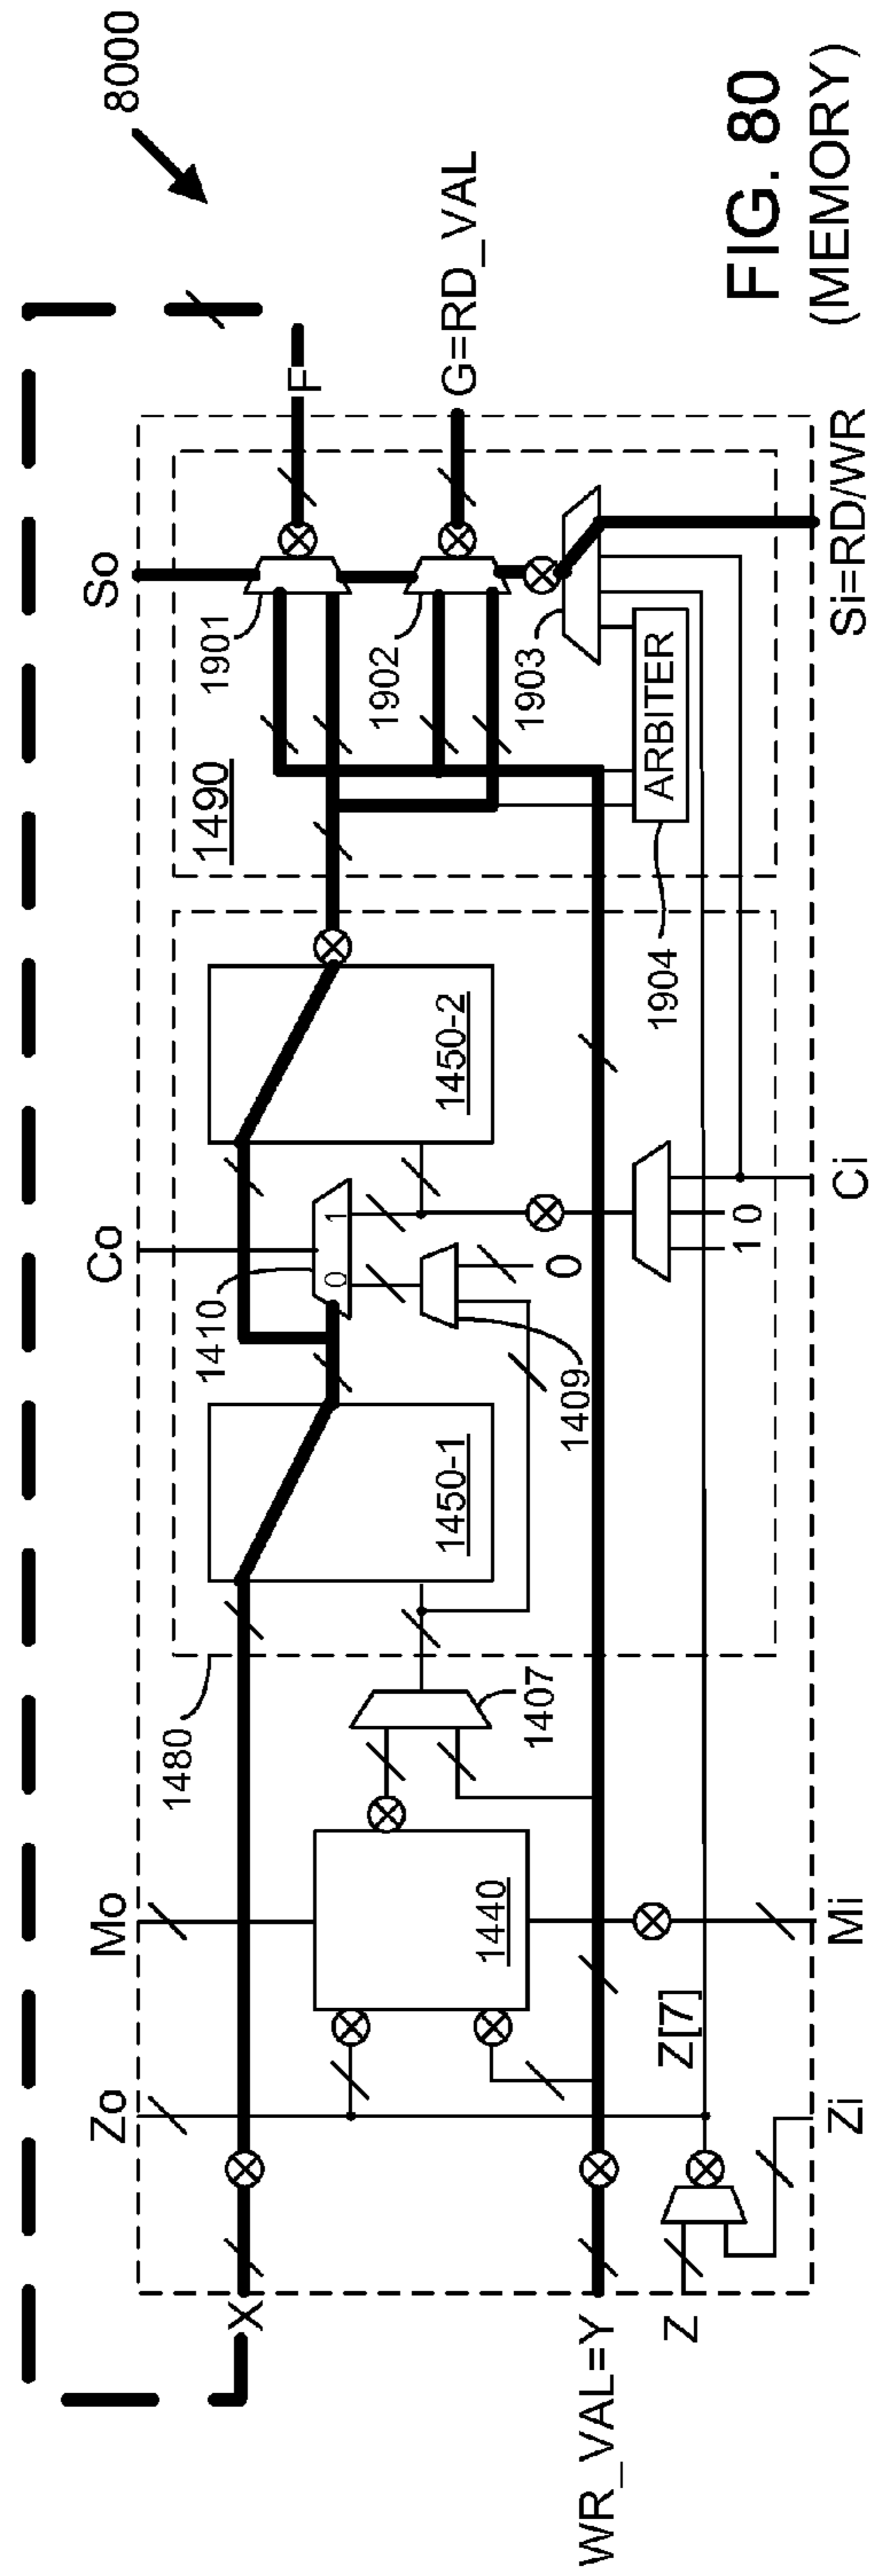 8000
So
F
1901
1490
1902
G=RD_VAL
1903
ARBITER
1904
Si=RD/WR
Co
1410
0
1
1450-2
1409
0
1 0
Ci
1450-1
1480
1407
Mo
1440
Mi
Zo
Z[7]
Zi
X
WR_VAL=Y
Z
FIG. 80
(MEMORY)